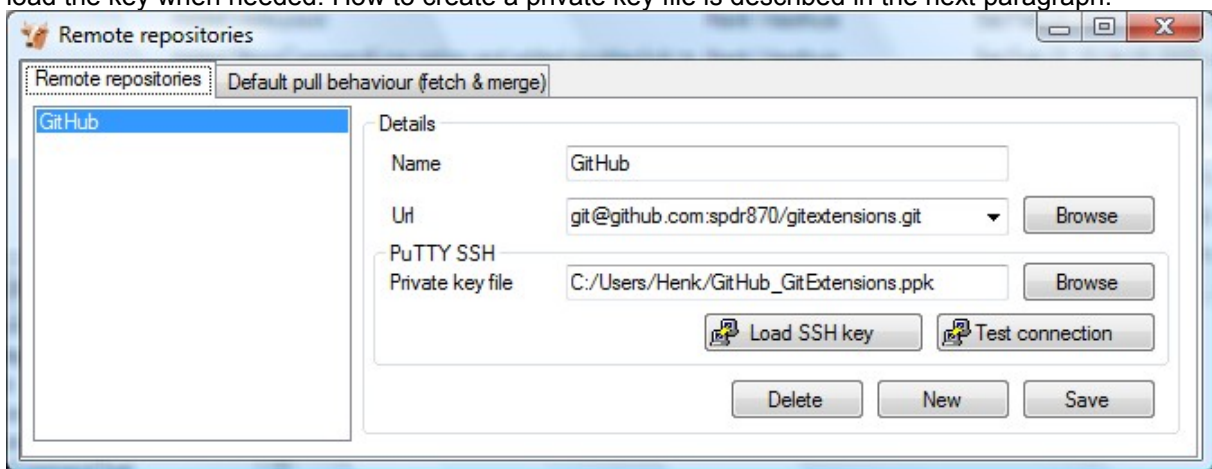 load the key when needed. How to create a private key file is described in the next paragraph.
Remote repositories
Remote repositories Default pull behaviour (fetch & merge)
GitHub
Details
Name GitHub
Url git@github.com:spdr870/gitextensions.git Browse
PuTTY SSH
Private key file C:/Users/Henk/GitHub_GitExtensions.ppk Browse
Load SSH key Test connection
Delete New Save